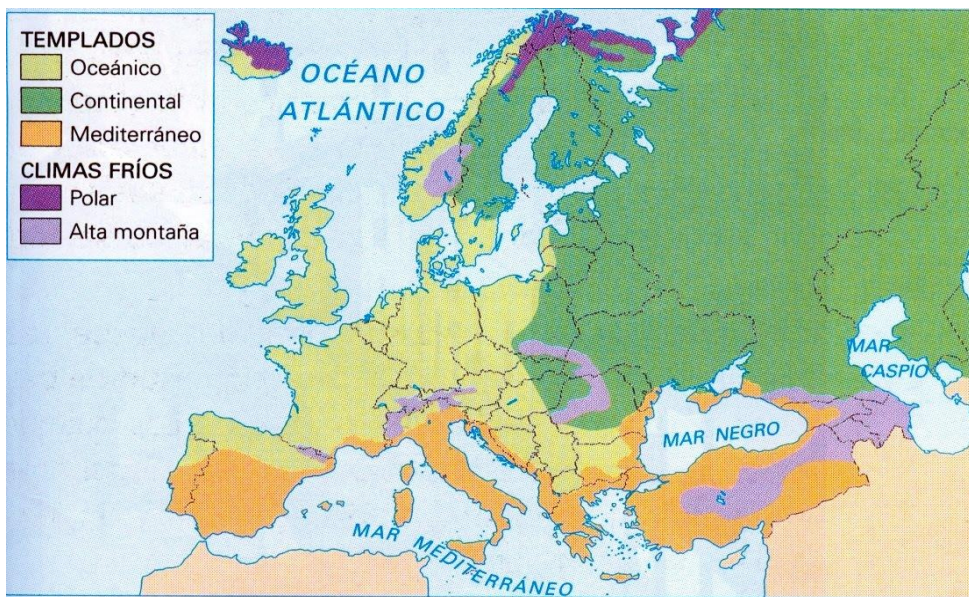 TEMPLADOS
Oceánico
Continental
Mediterráneo
CLIMAS FRÍOS
Polar
Alta montaña
OCÉANO
ATLÁNTICO
MAR
CASPIO
MAR NEGRO
MAR MEDITERRÁNEO